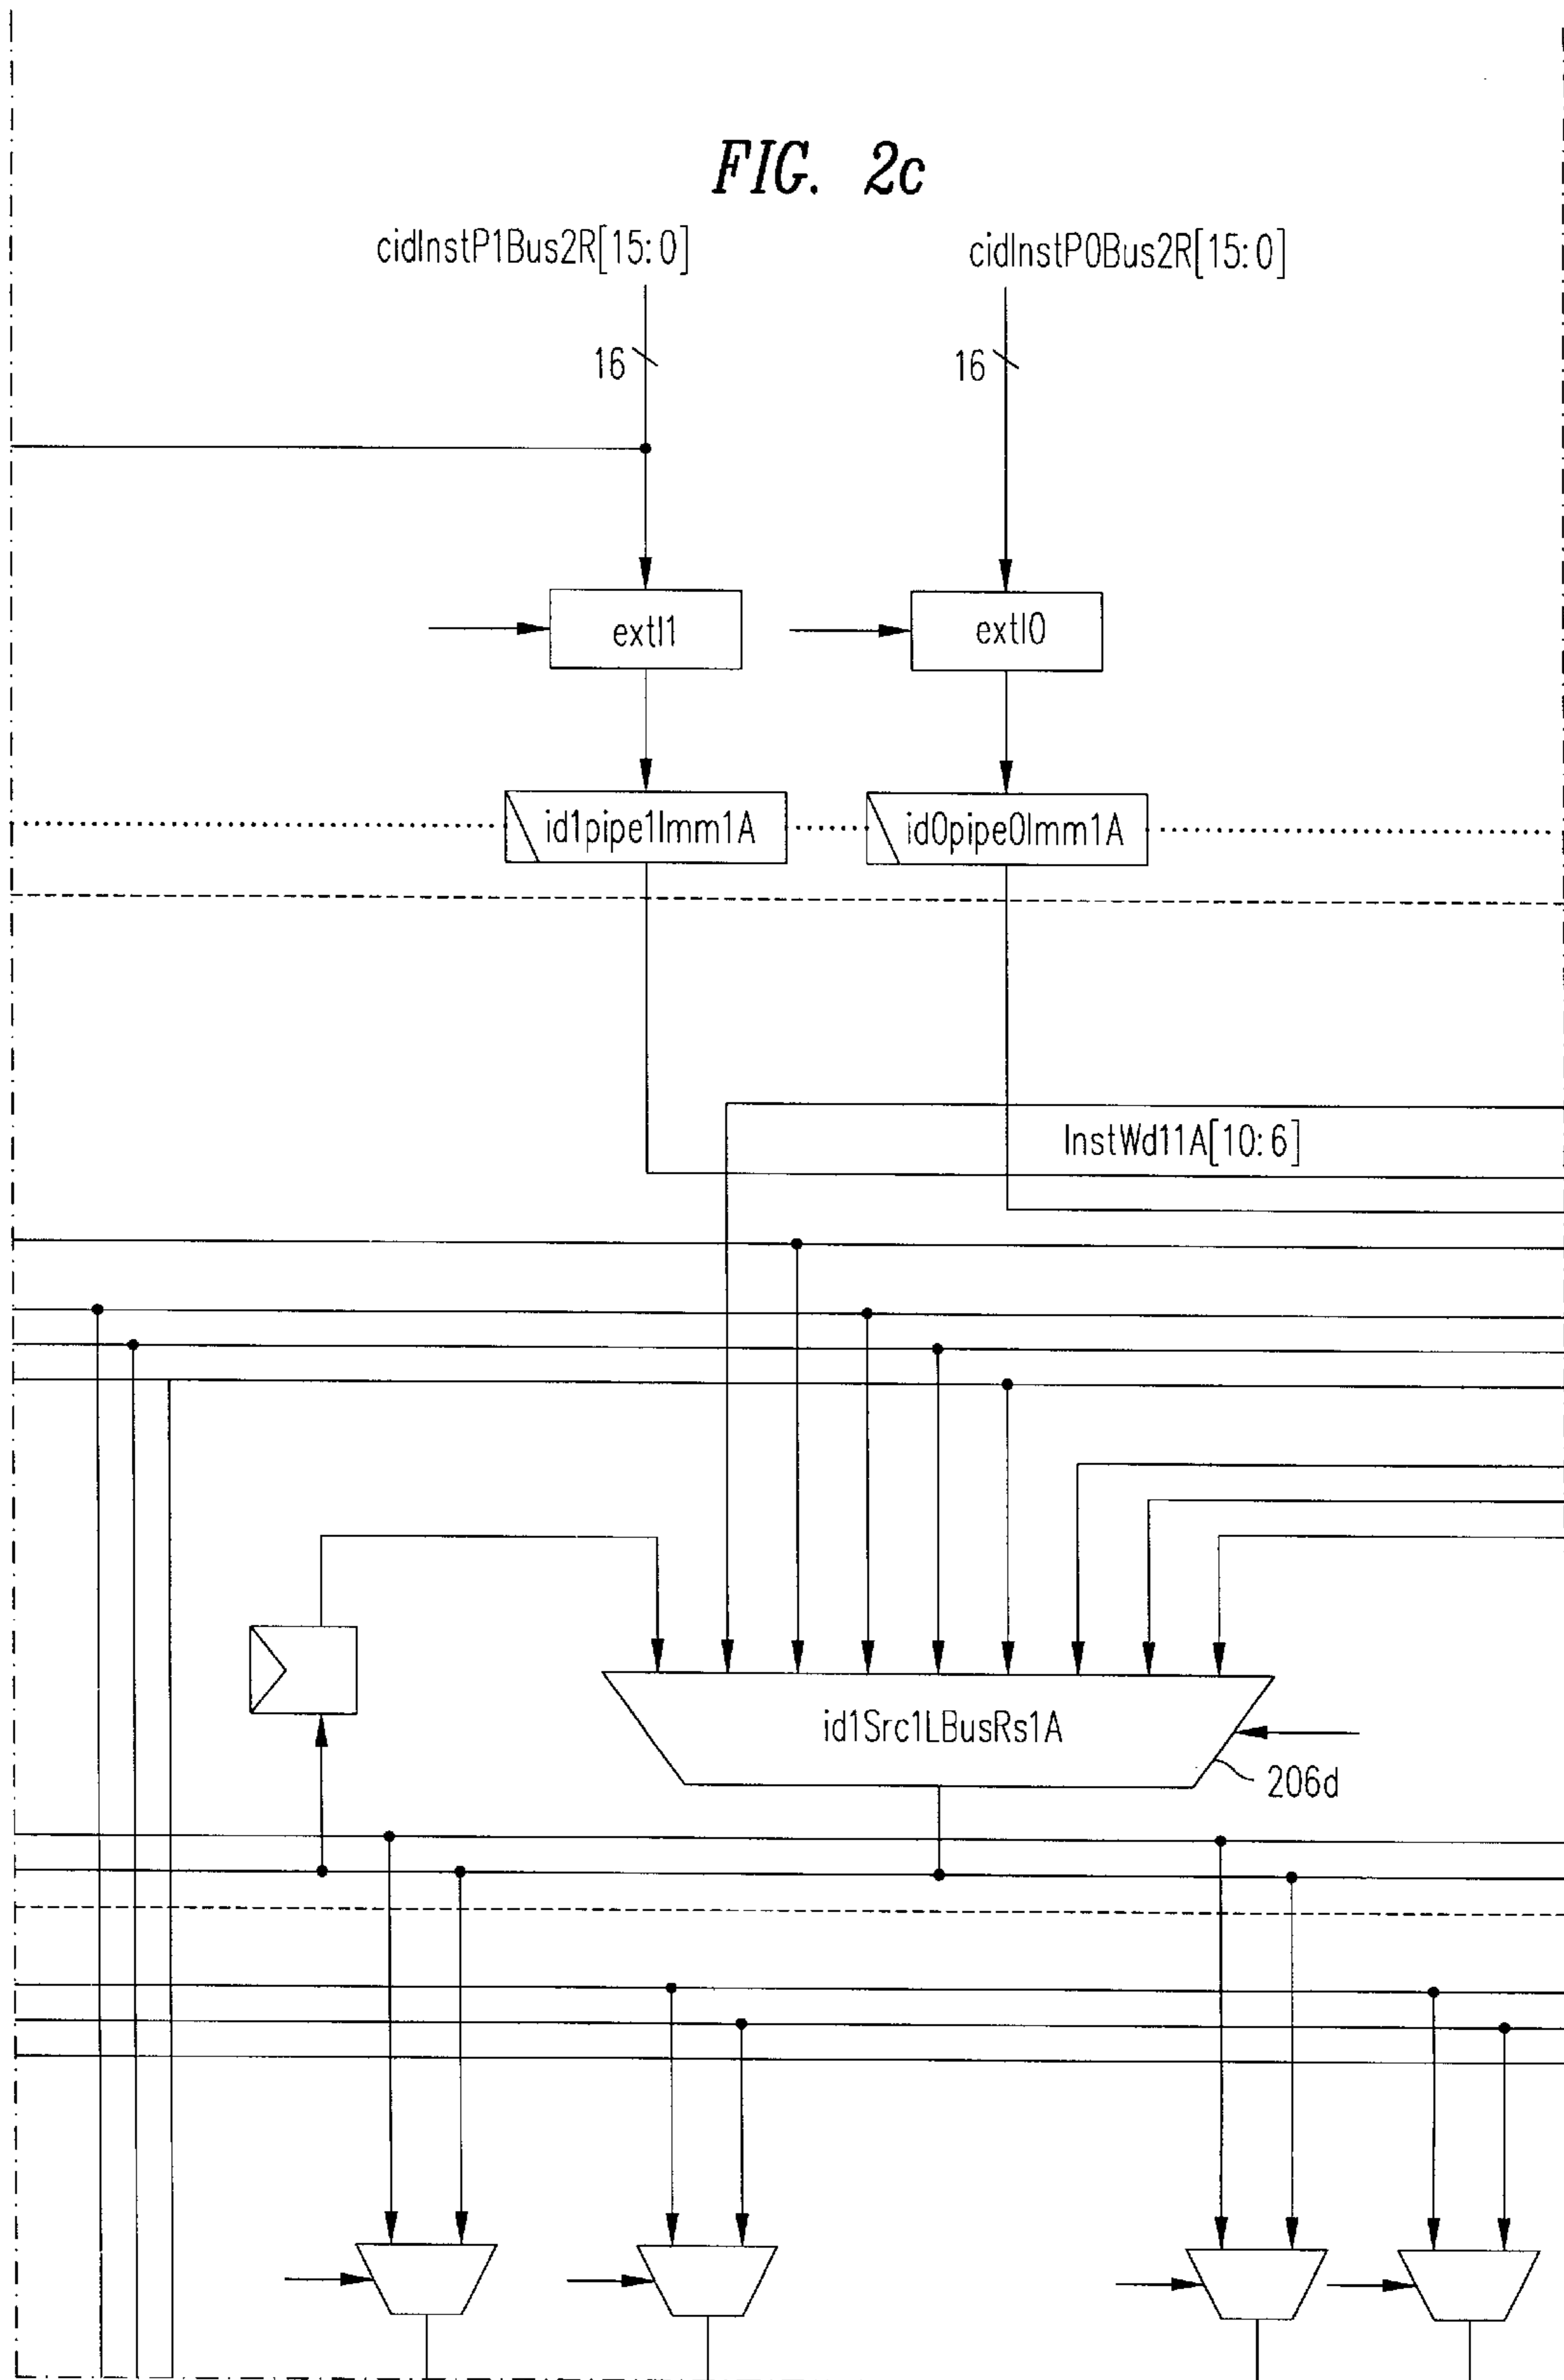 FIG. 2c
cidInstP1Bus2R[15:0]
cidInstP0Bus2R[15:0]
16
16
extI1
extI0
id1pipe1Imm1A
id0pipe0Imm1A
InstWd11A[10:6]
id1Src1LBusRs1A
206d